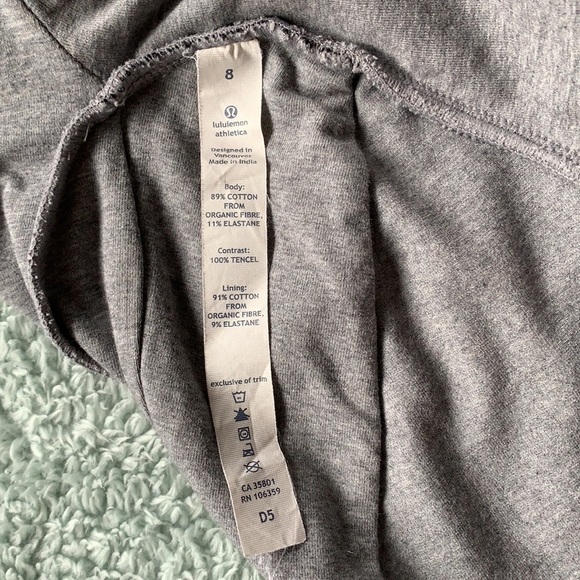 8
lululemon
athletica
Designed in
Vancouver
Made in India
Body:
89% COTTON
FROM
ORGANIC FIBRE,
11% ELASTANE
Contrast:
100% TENCEL
Lining:
91% COTTON
FROM
ORGANIC FIBRE,
9% ELASTANE
exclusive of trim
CA 35801
RN 106259
D5